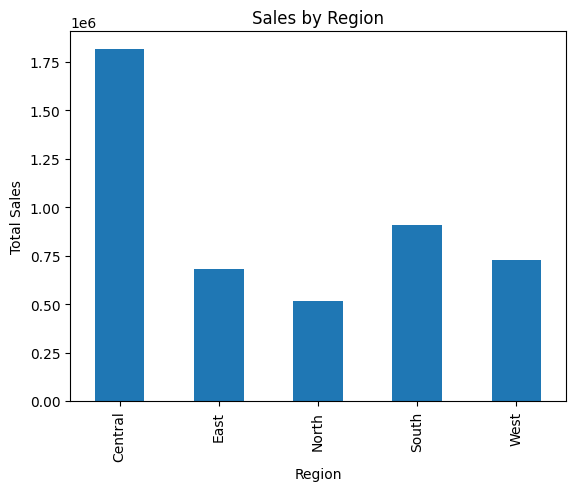 Sales by Region
1e6
1.75
1.50
1.25
1.00
0.75
0.50
0.25
0.00
Total Sales
Central
East
North
South
West
Region